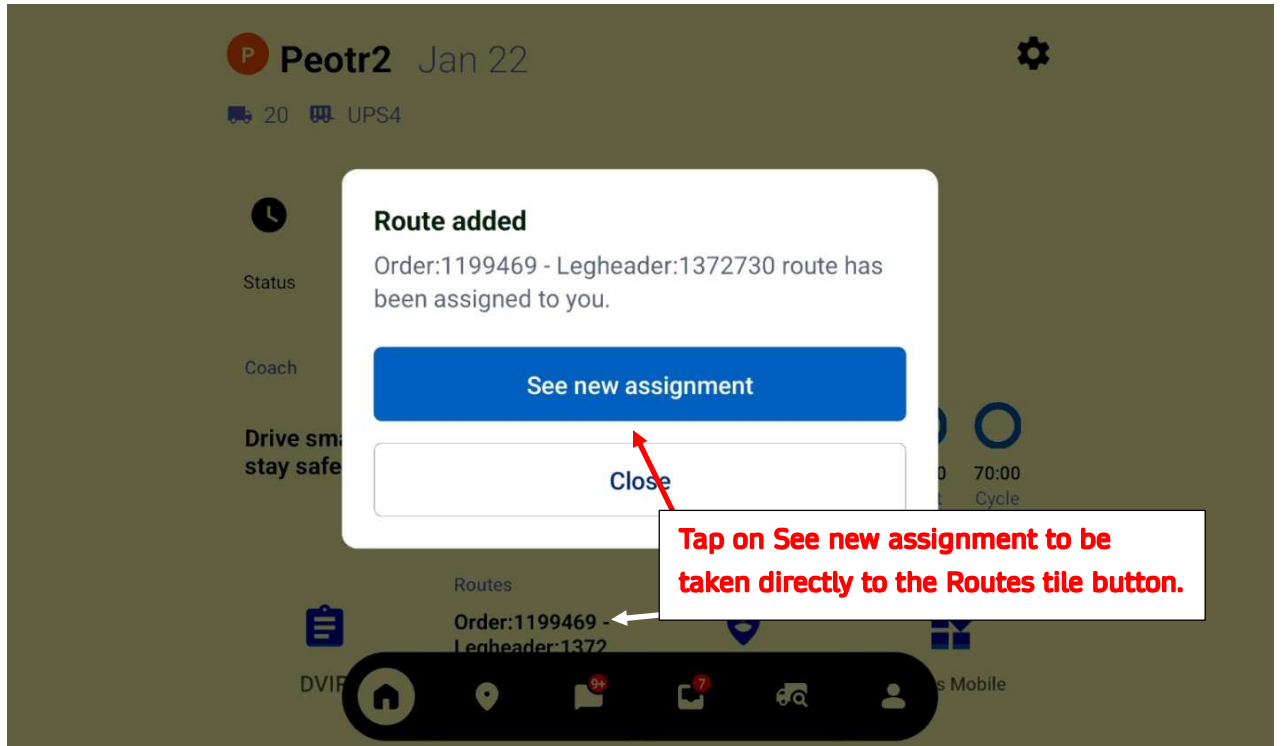 P Peotr2 Jan 22
20 UPS4
Route added
Order:1199469 - Legheader:1372730 route has
been assigned to you.
Status
Coach
See new assignment
Drive sma
stay safe
Close
0 70:00
Cycle
Tap on See new assignment to be
taken directly to the Routes tile button.
Routes
Order:1199469 -
Legheader:1372
DVIR
s Mobile
9+
7